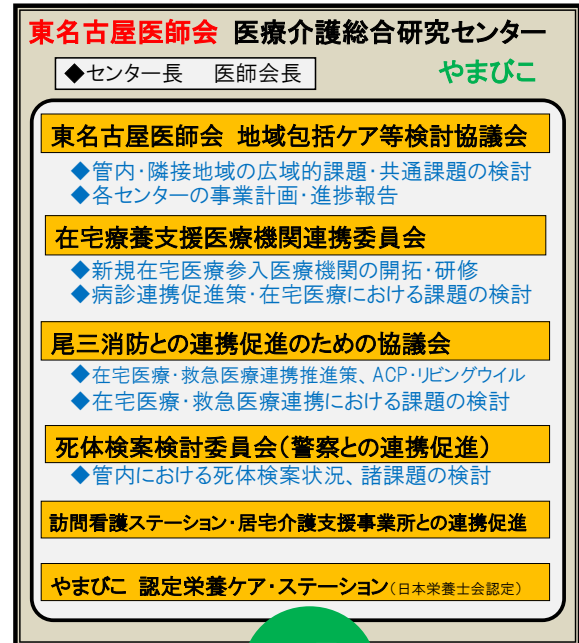 東名古屋医師会 医療介護総合研究センター
◆センター長　医師会長
やまびこ
東名古屋医師会 地域包括ケア等検討協議会
◆管内・隣接地域の広域的課題・共通課題の検討
◆各センターの事業計画・進捗報告
在宅療養支援医療機関連携委員会
◆新規在宅医療参入医療機関の開拓・研修
◆病診連携促進策・在宅医療における課題の検討
尾三消防との連携促進のための協議会
◆在宅医療・救急医療連携推進策、ACP・リビングウイル
◆在宅医療・救急医療連携における課題の検討
死体検案検討委員会（警察との連携促進）
◆管内における死体検案状況、諸課題の検討
訪問看護ステーション・居宅介護支援事業所との連携促進
やまびこ 認定栄養ケア・ステーション（日本栄養士会認定）